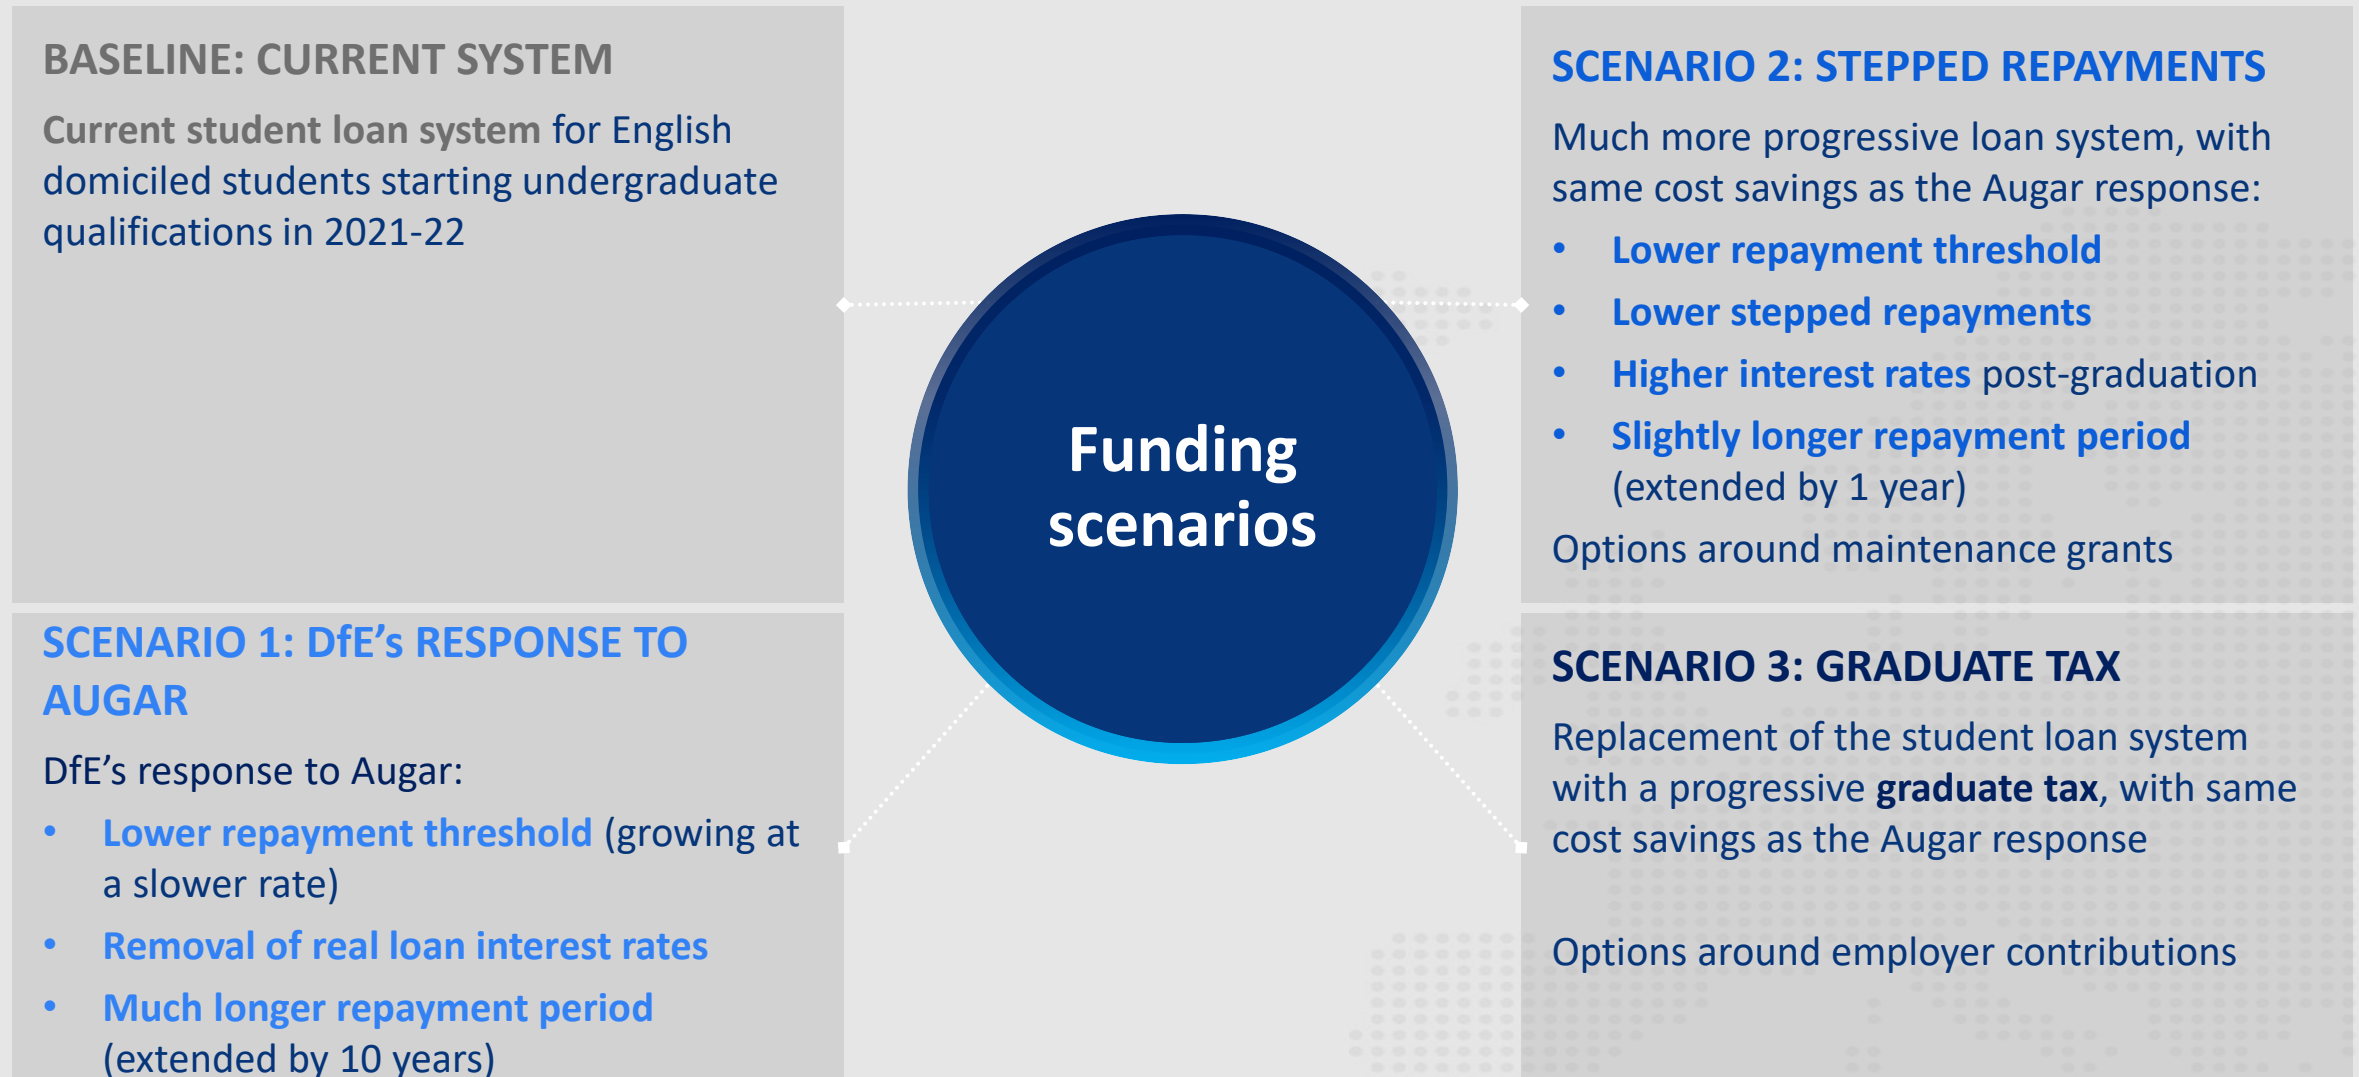 BASELINE: CURRENT SYSTEM
Current student loan system for English
domiciled students starting undergraduate
qualifications in 2021-22
SCENARIO 1: DfE’s RESPONSE TO
AUGAR
DfE’s response to Augar:
• Lower repayment threshold (growing at
a slower rate)
• Removal of real loan interest rates
• Much longer repayment period
(extended by 10 years)
Funding
scenarios
SCENARIO 2: STEPPED REPAYMENTS
Much more progressive loan system, with
same cost savings as the Augar response:
• Lower repayment threshold
• Lower stepped repayments
• Higher interest rates post-graduation
• Slightly longer repayment period
(extended by 1 year)
Options around maintenance grants
SCENARIO 3: GRADUATE TAX
Replacement of the student loan system
with a progressive graduate tax, with same
cost savings as the Augar response
Options around employer contributions